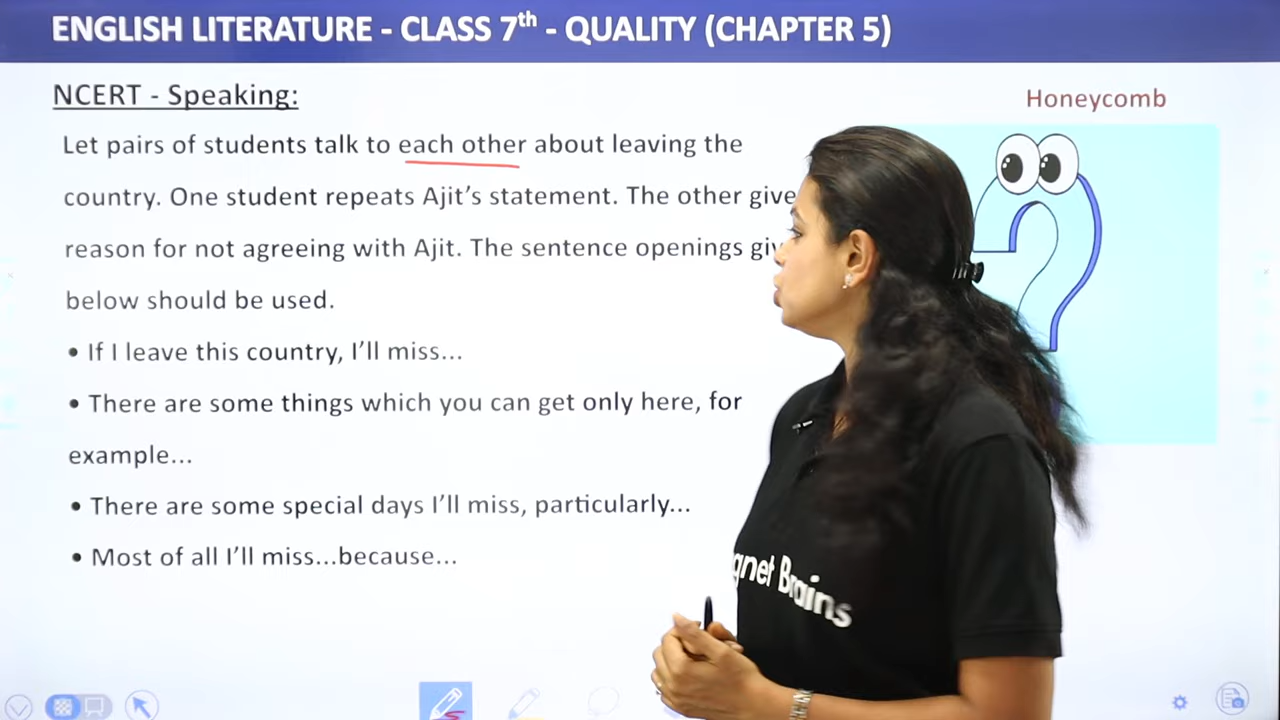 ENGLISH LITERATURE - CLASS 7th - QUALITY (CHAPTER 5)
NCERT - Speaking:
Honeycomb
Let pairs of students talk to each other about leaving the
country. One student repeats Ajit's statement. The other give
reason for not agreeing with Ajit. The sentence openings gi
below should be used.
• If I leave this country, I'll miss...
• There are some things which you can get only here, for
example...
• There are some special days I'll miss, particularly...
• Most of all I'll miss...because...
gnet Brains